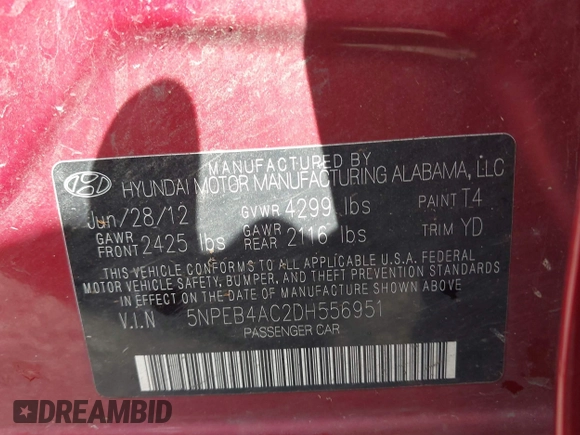 MANUFACTURED BY
HYUNDAI MOTOR MANUFACTURING ALABAMA, LLC
Jun/28/12 GVWR 4299 lbs PAINT T4
GAWR FRONT 2425 lbs GAWR REAR 2116 lbs TRIM YD
THIS VEHICLE CONFORMS TO ALL APPLICABLE U.S.A. FEDERAL
MOTOR VEHICLE SAFETY, BUMPER, AND THEFT PREVENTION STANDARDS
IN EFFECT ON THE DATE OF MANUFACTURE SHOWN ABOVE.
V.I.N 5NPEB4AC2DH556951
PASSENGER CAR
DREAMBID